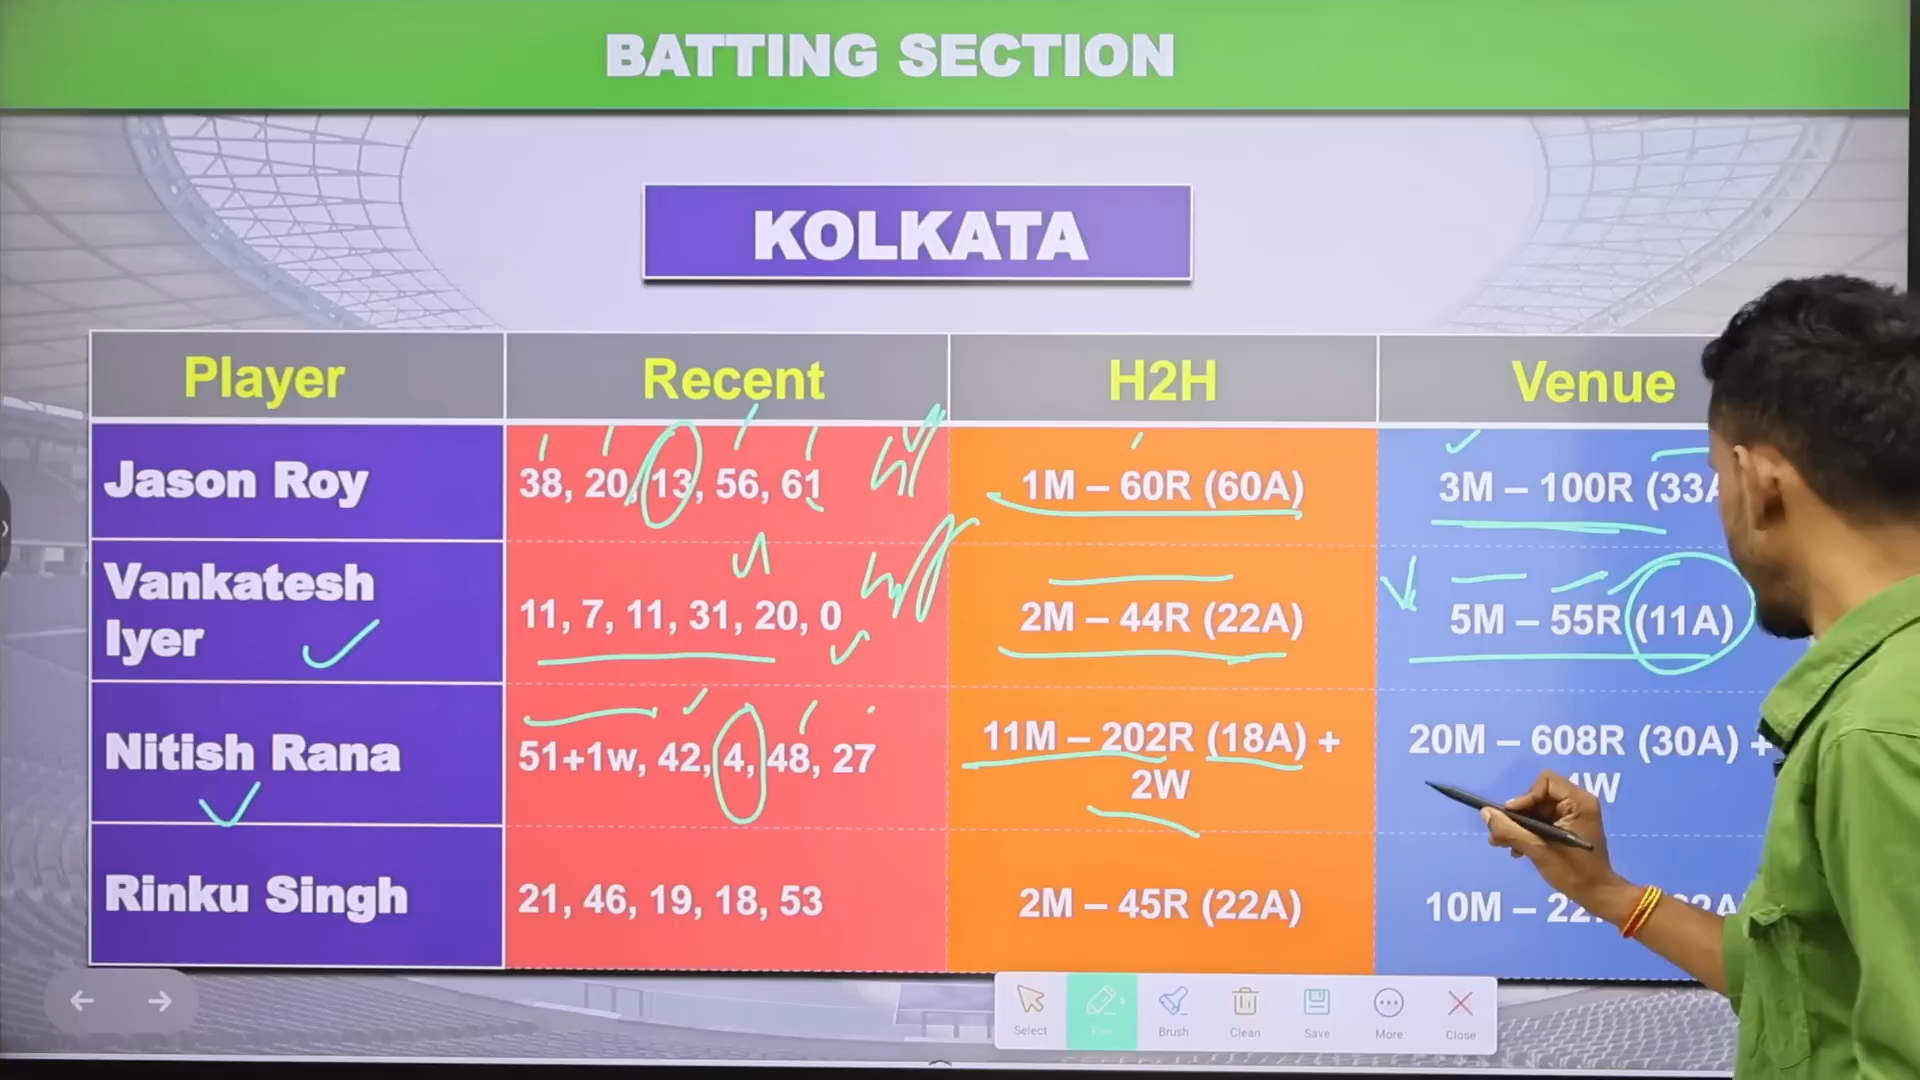 BATTING SECTION
KOLKATA
Player Recent H2H Venue
Jason Roy 38, 20, 13, 56, 61 1M – 60R (60A) 3M – 100R (33A
Vankatesh
Iyer 11, 7, 11, 31, 20, 0 2M – 44R (22A) 5M – 55R (11A)
Nitish Rana 51+1w, 42, 4, 48, 27 11M – 202R (18A) +
2W 20M – 608R (30A) +
Rinku Singh 21, 46, 19, 18, 53 2M – 45R (22A) 10M –
Select Brush Clean Save More Close